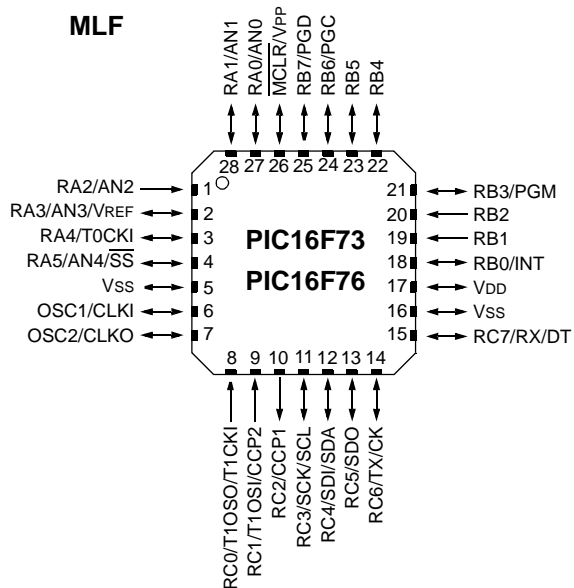 MLF
RA1/AN1
RA0/AN0
MCLR/VPP
RB7/PGD
RB6/PGC
RB5
RB4
28 27 26 25 24 23 22
RA2/AN2 1
RA3/AN3/VREF 2
RA4/T0CKI 3
RA5/AN4/SS 4
VSS 5
OSC1/CLKI 6
OSC2/CLKO 7
PIC16F73
PIC16F76
21 RB3/PGM
20 RB2
19 RB1
18 RB0/INT
17 VDD
16 VSS
15 RC7/RX/DT
8 9 10 11 12 13 14
RC0/T1OSO/T1CKI
RC1/T1OSI/CCP2
RC2/CCP1
RC3/SCK/SCL
RC4/SDI/SDA
RC5/SDO
RC6/TX/CK